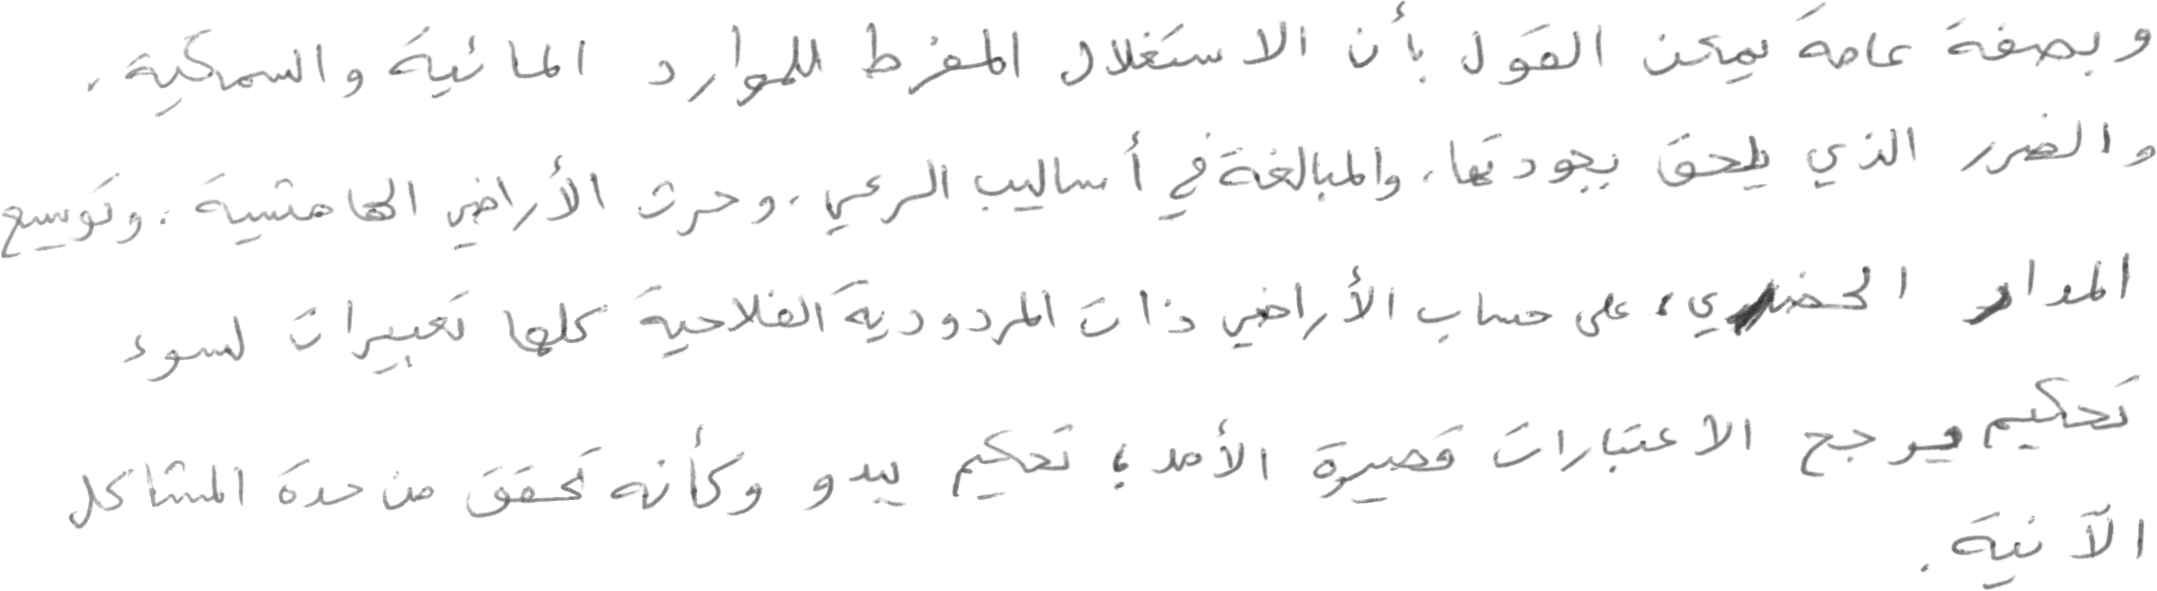 وبصفة عامة يمكن القول بأن الاستغلال المفرط للموارد المائية والسمكية،
والضرر الذي يلحق بجودتها، والمبالغة في أساليب الرعي، وحرث الأراضي الهامشية، وتوسيع
المدار الحضري، على حساب الأراضي ذات المردودية الفلاحية كلها تعبيرات لسوء
تحكيم يرجح الاعتبارات قصيرة الأمد؛ تحكيم يبدو وكأنه تحقق من حدة المشاكل
الآنية.